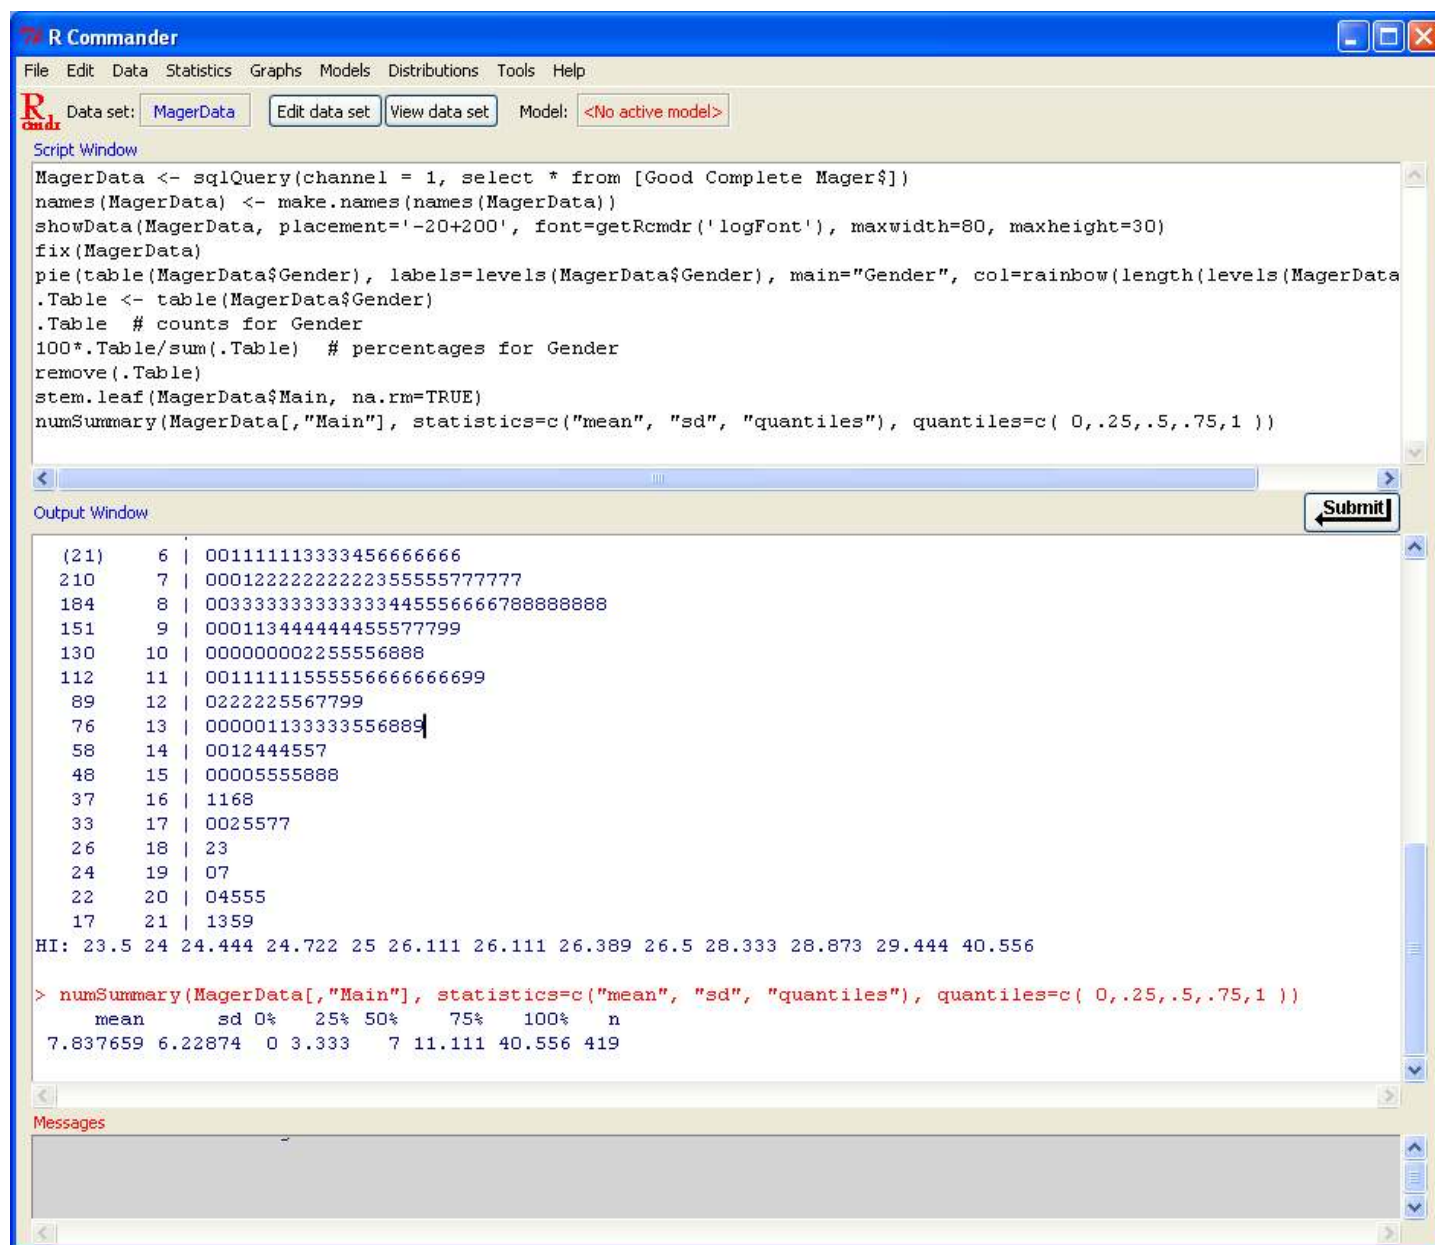 R Commander
File Edit Data Statistics Graphs Models Distributions Tools Help
R cmdr Data set: MagerData Edit data set View data set Model: <No active model>
Script Window
MagerData <- sqlQuery(channel = 1, select * from [Good Complete Mager$])
names(MagerData) <- make.names(names(MagerData))
showData(MagerData, placement='-20+200', font=getRcmdr('logFont'), maxwidth=80, maxheight=30)
fix(MagerData)
pie(table(MagerData$Gender), labels=levels(MagerData$Gender), main="Gender", col=rainbow(length(levels(MagerData
.Table <- table(MagerData$Gender)
.Table  # counts for Gender
100*.Table/sum(.Table)  # percentages for Gender
remove(.Table)
stem.leaf(MagerData$Main, na.rm=TRUE)
numSummary(MagerData[,"Main"], statistics=c("mean", "sd", "quantiles"), quantiles=c( 0,.25,.5,.75,1 ))
Output Window
Submit
(21) 6 | 001111113333456666666
210 7 | 00012222222222355555777777
184 8 | 003333333333333445556666788888888
151 9 | 000113444444455577799
130 10 | 000000002255556888
112 11 | 00111111555556666666699
89 12 | 0222225567799
76 13 | 000001133333556889
58 14 | 0012444557
48 15 | 00005555888
37 16 | 1168
33 17 | 0025577
26 18 | 23
24 19 | 07
22 20 | 04555
17 21 | 1359
HI: 23.5 24 24.444 24.722 25 26.111 26.111 26.389 26.5 28.333 28.873 29.444 40.556
> numSummary(MagerData[,"Main"], statistics=c("mean", "sd", "quantiles"), quantiles=c( 0,.25,.5,.75,1 ))
mean sd 0% 25% 50% 75% 100% n
7.837659 6.22874 0 3.333 7 11.111 40.556 419
Messages